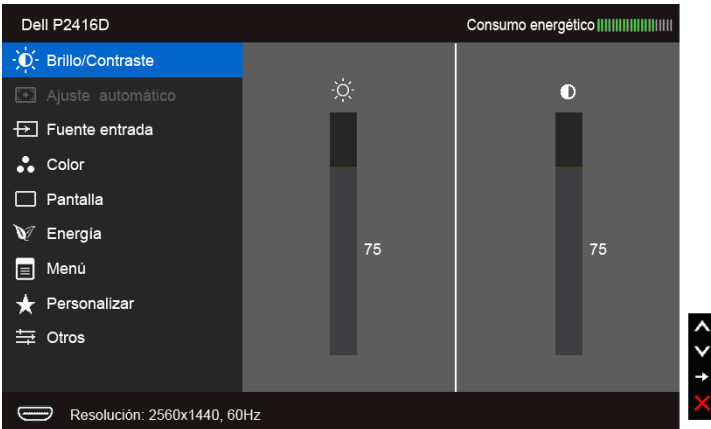 Dell P2416D
Consumo energético
Brillo/Contraste
Ajuste automático
Fuente entrada
Color
Pantalla
Energía
Menú
Personalizar
Otros
75
75
Resolución: 2560x1440, 60Hz